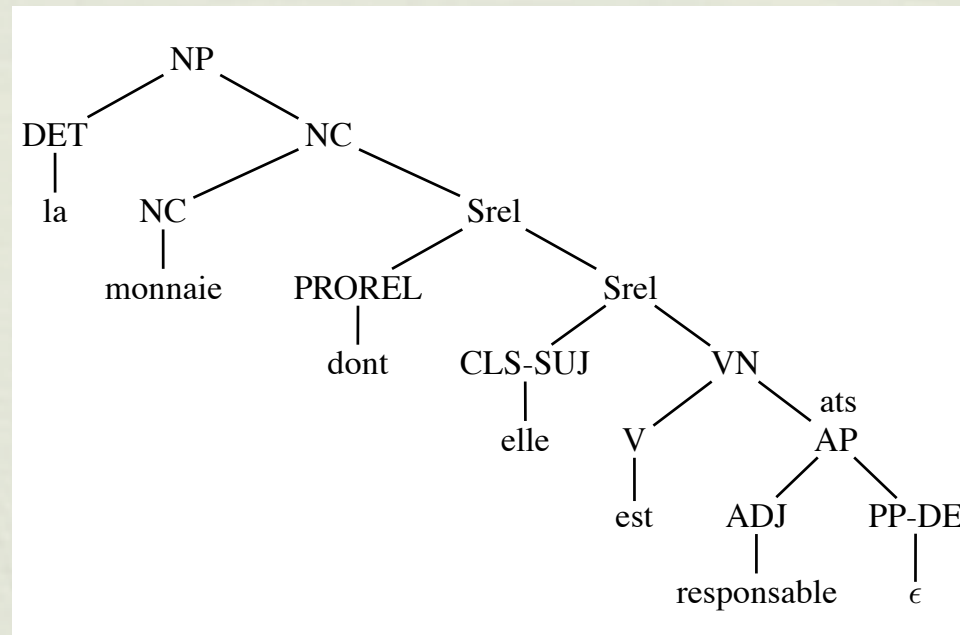 NP
DET NC
la NC Srel
monnaie PROREL Srel
dont CLS-SUJ VN
ats
elle V AP
est ADJ PP-DE
responsable ϵ